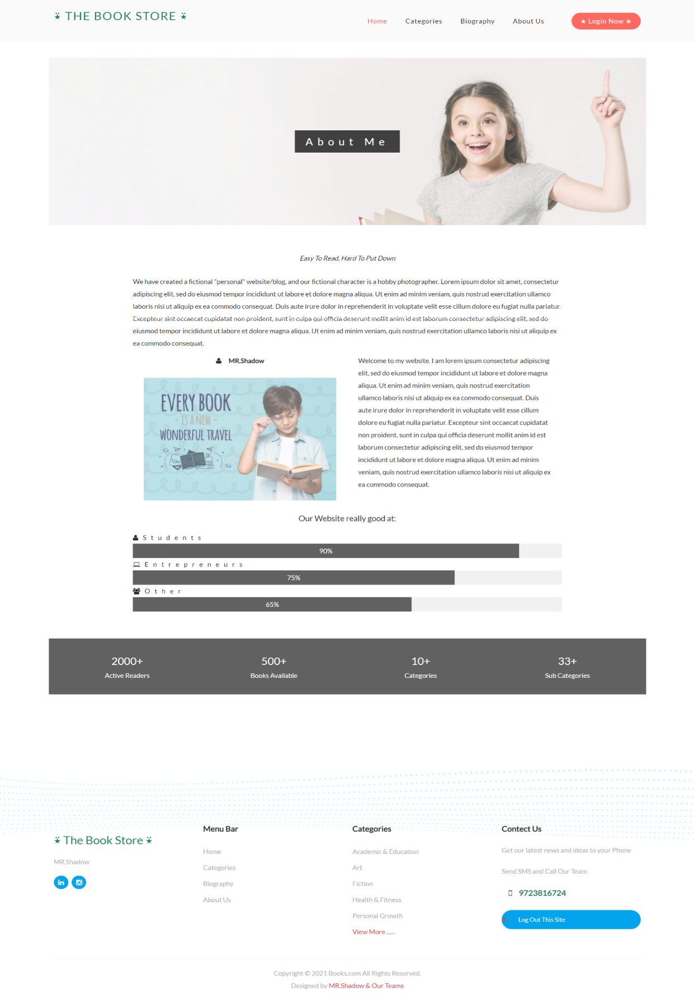 ⍣ THE BOOK STORE ⍣
Home Categories Biography About Us ★ Login Now ★
About Me
Easy To Read, Hard To Put Down
We have created a fictional "personal" website/blog, and our fictional character is a hobby photographer. Lorem ipsum dolor sit amet, consectetur
adipiscing elit, sed do eiusmod tempor incididunt ut labore et dolore magna aliqua. Ut enim ad minim veniam, quis nostrud exercitation ullamco
laboris nisi ut aliquip ex ea commodo consequat. Duis aute irure dolor in reprehenderit in voluptate velit esse cillum dolore eu fugiat nulla pariatur.
Excepteur sint occaecat cupidatat non proident, sunt in culpa qui officia deserunt mollit anim id est laborum consectetur adipiscing elit, sed do
eiusmod tempor incididunt ut labore et dolore magna aliqua. Ut enim ad minim veniam, quis nostrud exercitation ullamco laboris nisi ut aliquip ex
ea commodo consequat.
MR.Shadow
EVERY BOOK
- IS A NEW -
WONDERFUL TRAVEL
Welcome to my website. I am lorem ipsum consectetur adipiscing
elit, sed do eiusmod tempor incididunt ut labore et dolore magna
aliqua. Ut enim ad minim veniam, quis nostrud exercitation
ullamco laboris nisi ut aliquip ex ea commodo consequat. Duis
aute irure dolor in reprehenderit in voluptate velit esse cillum
dolore eu fugiat nulla pariatur. Excepteur sint occaecat cupidatat
non proident, sunt in culpa qui officia deserunt mollit anim id est
laborum consectetur adipiscing elit, sed do eiusmod tempor
incididunt ut labore et dolore magna aliqua. Ut enim ad minim
veniam, quis nostrud exercitation ullamco laboris nisi ut aliquip ex
ea commodo consequat.
Our Website really good at:
Students
90%
Entrepreneurs
75%
Other
65%
2000+
Active Readers
500+
Books Available
10+
Categories
33+
Sub Categories
⍣ The Book Store ⍣
MR.Shadow
in
Menu Bar
Home
Categories
Biography
About Us
Categories
Academic & Education
Art
Fiction
Health & Fitness
Personal Growth
View More ......
Contect Us
Get our latest news and ideas to your Phone
Send SMS and Call Our Team
9723816724
Log Out This Site
Copyright © 2021 Books.com All Rights Reserved.
Designed by MR.Shadow & Our Teams